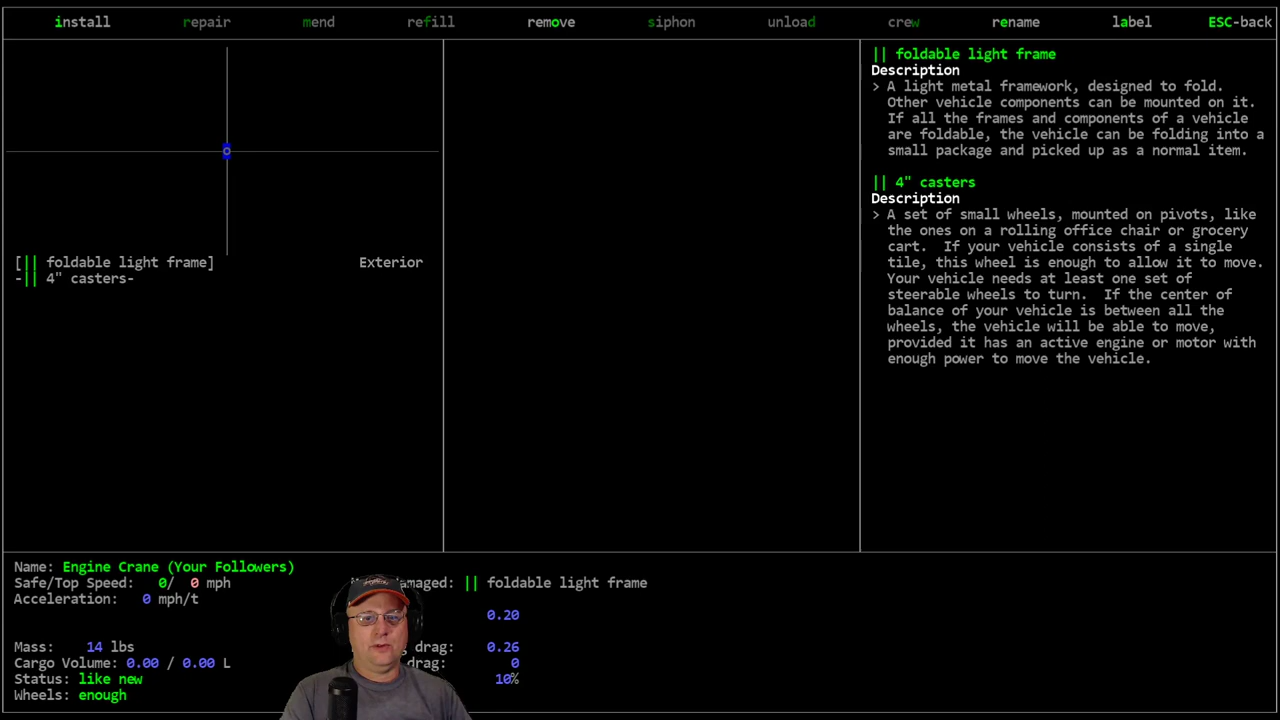 install repair mend refill remove siphon unload crew rename label ESC-back
|| foldable light frame
Description
> A light metal framework, designed to fold.
Other vehicle components can be mounted on it.
If all the frames and components of a vehicle
are foldable, the vehicle can be folding into a
small package and picked up as a normal item.
|| 4" casters
Description
> A set of small wheels, mounted on pivots, like
the ones on a rolling office chair or grocery
cart. If your vehicle consists of a single
tile, this wheel is enough to allow it to move.
Your vehicle needs at least one set of
steerable wheels to turn. If the center of
balance of your vehicle is between all the
wheels, the vehicle will be able to move,
provided it has an active engine or motor with
enough power to move the vehicle.
o
[|| foldable light frame] Exterior
-|| 4" casters-
Name: Engine Crane (Your Followers)
Safe/Top Speed: 0/ 0 mph
Acceleration: 0 mph/t
Mass: 14 lbs
Cargo Volume: 0.00 / 0.00 L
Status: like new
Wheels: enough
damaged: || foldable light frame
0.20
drag: 0.26
drag: 0
10%